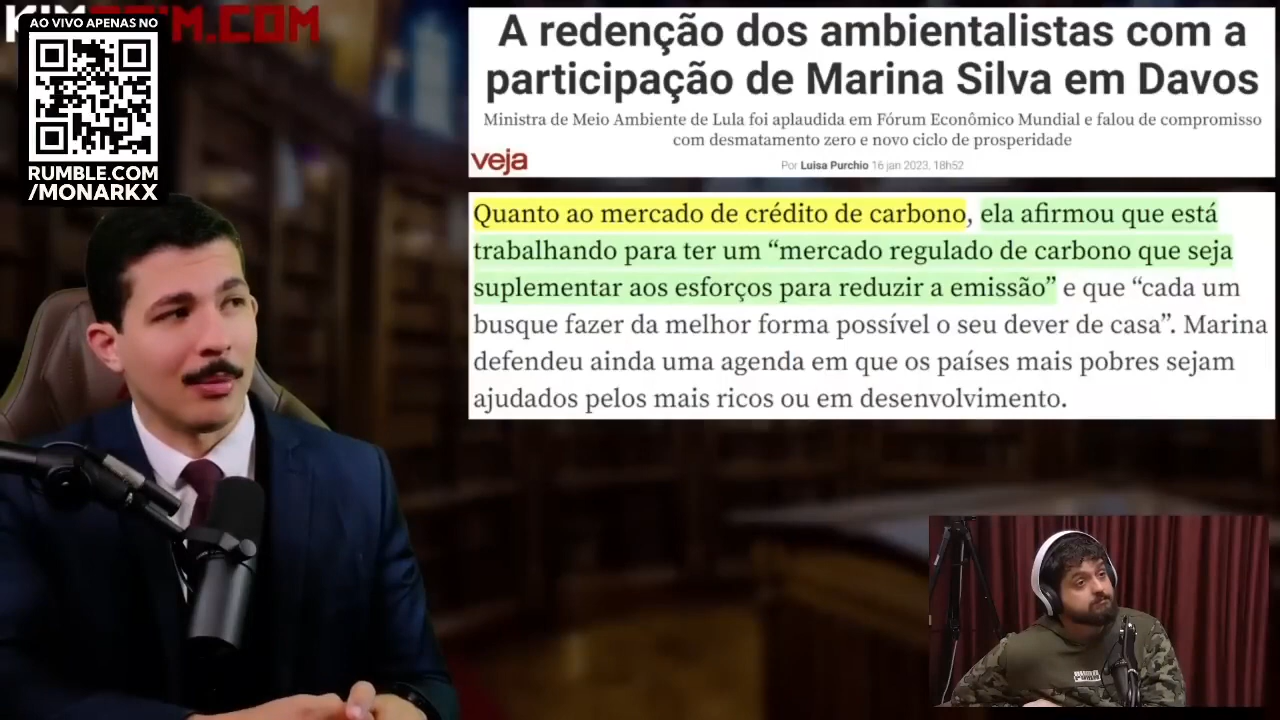 AO VIVO APENAS NO
RUMBLE.COM
/MONARKX
A redenção dos ambientalistas com a
participação de Marina Silva em Davos
Ministra de Meio Ambiente de Lula foi aplaudida em Fórum Econômico Mundial e falou de compromisso
com desmatamento zero e novo ciclo de prosperidade
veja
Por Luisa Purchio 16 jan 2023, 18h52
Quanto ao mercado de crédito de carbono, ela afirmou que está
trabalhando para ter um “mercado regulado de carbono que seja
suplementar aos esforços para reduzir a emissão” e que “cada um
busque fazer da melhor forma possível o seu dever de casa”. Marina
defendeu ainda uma agenda em que os países mais pobres sejam
ajudados pelos mais ricos ou em desenvolvimento.